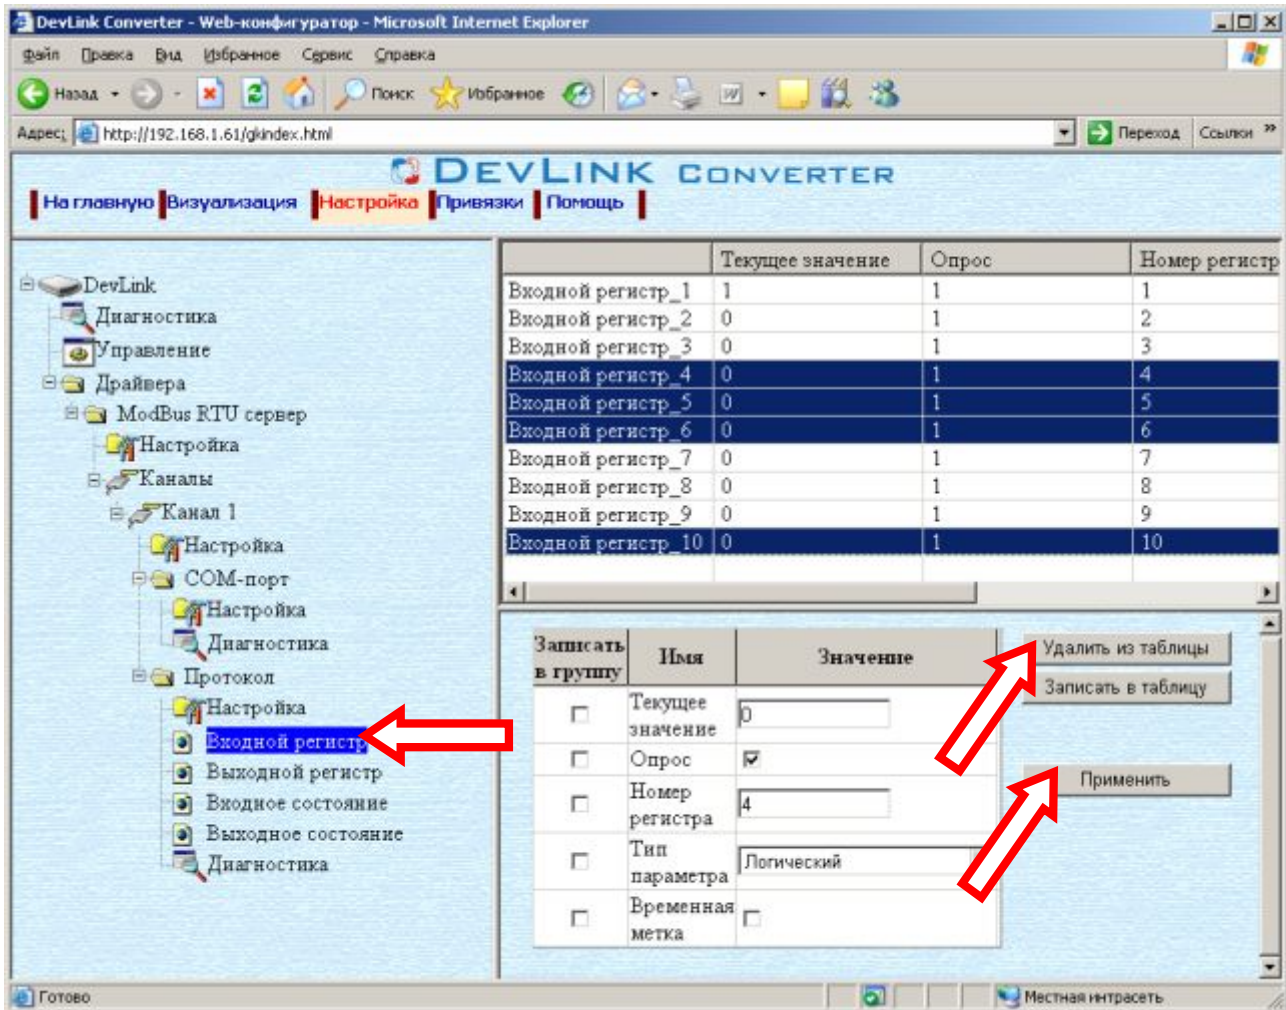 DevLink Converter - Web-конфигуратор - Microsoft Internet Explorer
Файл Правка Вид Избранное Сервис Справка
Назад Поиск Избранное
Адрес: http://192.168.1.61/gkindex.html Переход Ссылки »
DEVLINK CONVERTER
На главную Визуализация Настройка Привязки Помощь
DevLink
Диагностика
Управление
Драйвера
ModBus RTU сервер
Настройка
Каналы
Канал 1
Настройка
COM-порт
Настройка
Диагностика
Протокол
Настройка
Входной регистр
Выходной регистр
Входное состояние
Выходное состояние
Диагностика
Текущее значение Опрос Номер регистр
Входной регистр_1 1 1 1
Входной регистр_2 0 1 2
Входной регистр_3 0 1 3
Входной регистр_4 0 1 4
Входной регистр_5 0 1 5
Входной регистр_6 0 1 6
Входной регистр_7 0 1 7
Входной регистр_8 0 1 8
Входной регистр_9 0 1 9
Входной регистр_10 0 1 10
Записать в группу Имя Значение
Текущее значение 0
Опрос
Номер регистра 4
Тип параметра Логический
Временная метка
Удалить из таблицы
Записать в таблицу
Применить
Готово Местная интрасеть